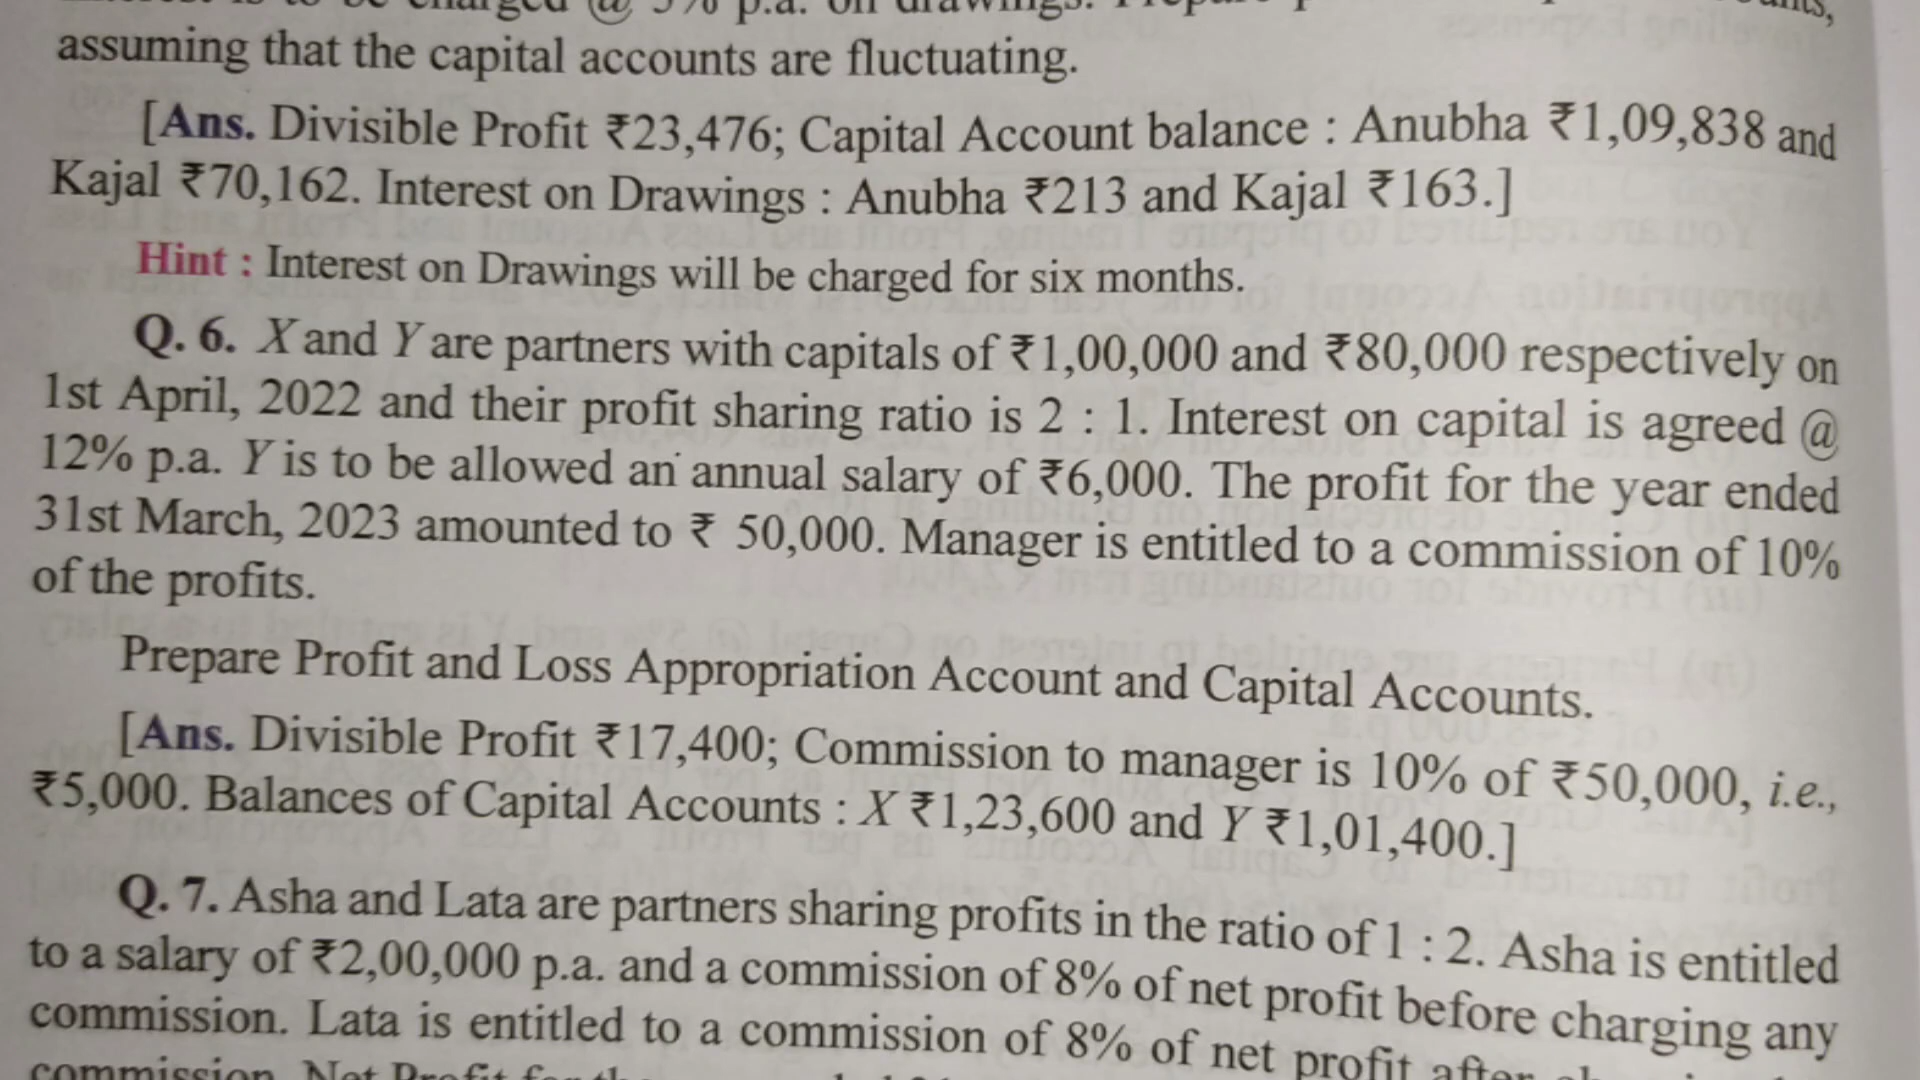 assuming that the capital accounts are fluctuating.
[Ans. Divisible Profit ₹23,476; Capital Account balance : Anubha ₹1,09,838 and
Kajal ₹70,162. Interest on Drawings : Anubha ₹213 and Kajal ₹163.]
Hint : Interest on Drawings will be charged for six months.
Q. 6. X and Y are partners with capitals of ₹1,00,000 and ₹80,000 respectively on
1st April, 2022 and their profit sharing ratio is 2 : 1. Interest on capital is agreed @
12% p.a. Y is to be allowed an annual salary of ₹6,000. The profit for the year ended
31st March, 2023 amounted to ₹ 50,000. Manager is entitled to a commission of 10%
of the profits.
Prepare Profit and Loss Appropriation Account and Capital Accounts.
[Ans. Divisible Profit ₹17,400; Commission to manager is 10% of ₹50,000, i.e.,
₹5,000. Balances of Capital Accounts : X ₹1,23,600 and Y ₹1,01,400.]
Q. 7. Asha and Lata are partners sharing profits in the ratio of 1 : 2. Asha is entitled
to a salary of ₹2,00,000 p.a. and a commission of 8% of net profit before charging any
commission. Lata is entitled to a commission of 8% of net profit after
commission. Net Profit for the